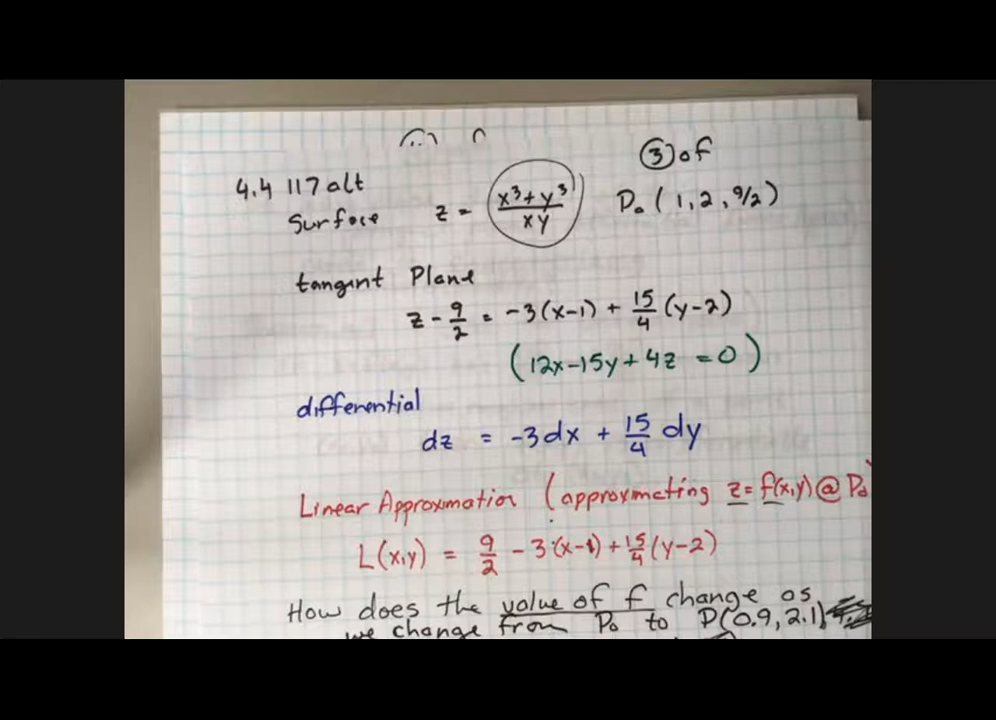 ③ of
4.4 117 alt
Surface z = (x³+y³)/(xy) P₀(1, 2, 9/2)
tangent Plane
z - 9/2 = -3(x-1) + 15/4 (y-2)
(12x-15y+4z = 0)
differential
dz = -3dx + 15/4 dy
Linear Approximation (approximating z = f(x,y) @ P₀
L(x,y) = 9/2 - 3(x-1) + 15/4 (y-2)
How does the value of f change as
we change from P₀ to P(0.9, 2.1)